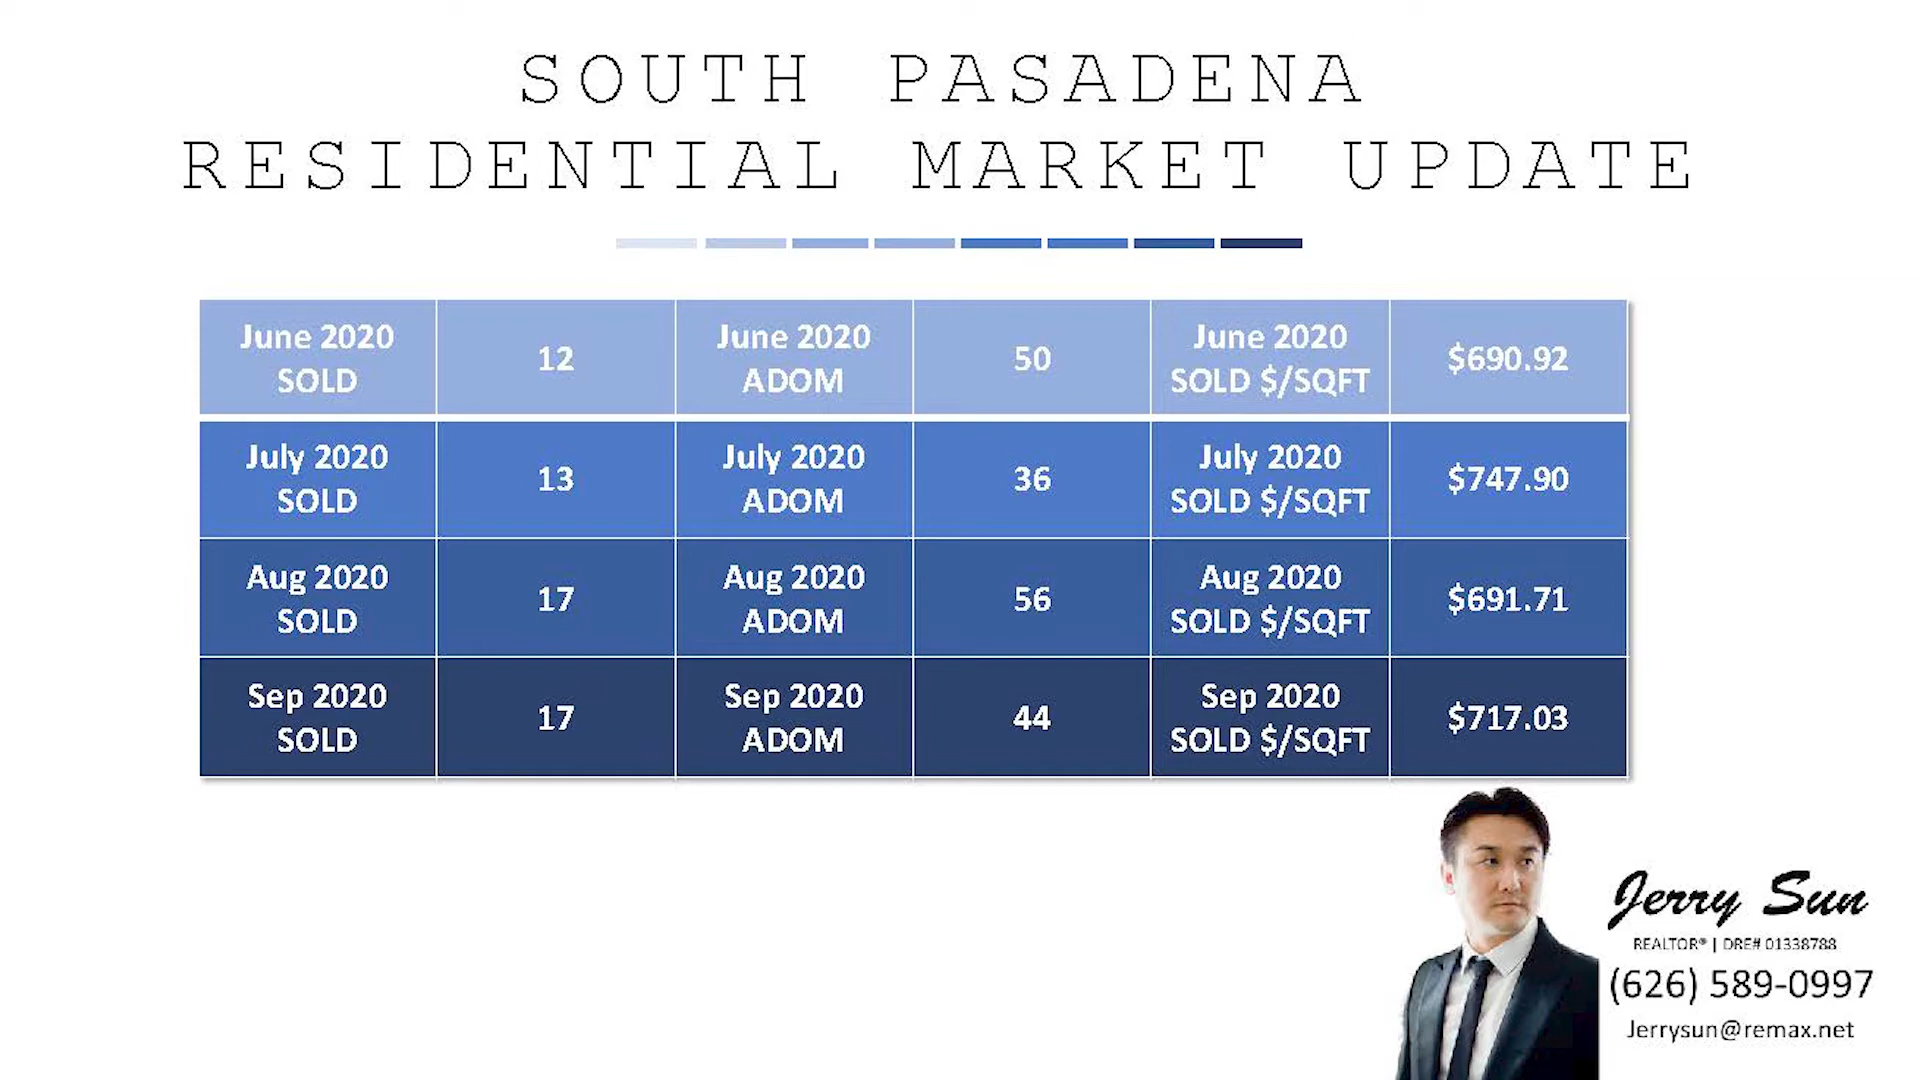 SOUTH PASADENA
RESIDENTIAL MARKET UPDATE
June 2020
SOLD
12
June 2020
ADOM
50
June 2020
SOLD $/SQFT
$690.92
July 2020
SOLD
13
July 2020
ADOM
36
July 2020
SOLD $/SQFT
$747.90
Aug 2020
SOLD
17
Aug 2020
ADOM
56
Aug 2020
SOLD $/SQFT
$691.71
Sep 2020
SOLD
17
Sep 2020
ADOM
44
Sep 2020
SOLD $/SQFT
$717.03
Jerry Sun
REALTOR® | DRE# 01338788
(626) 589-0997
Jerrysun@remax.net